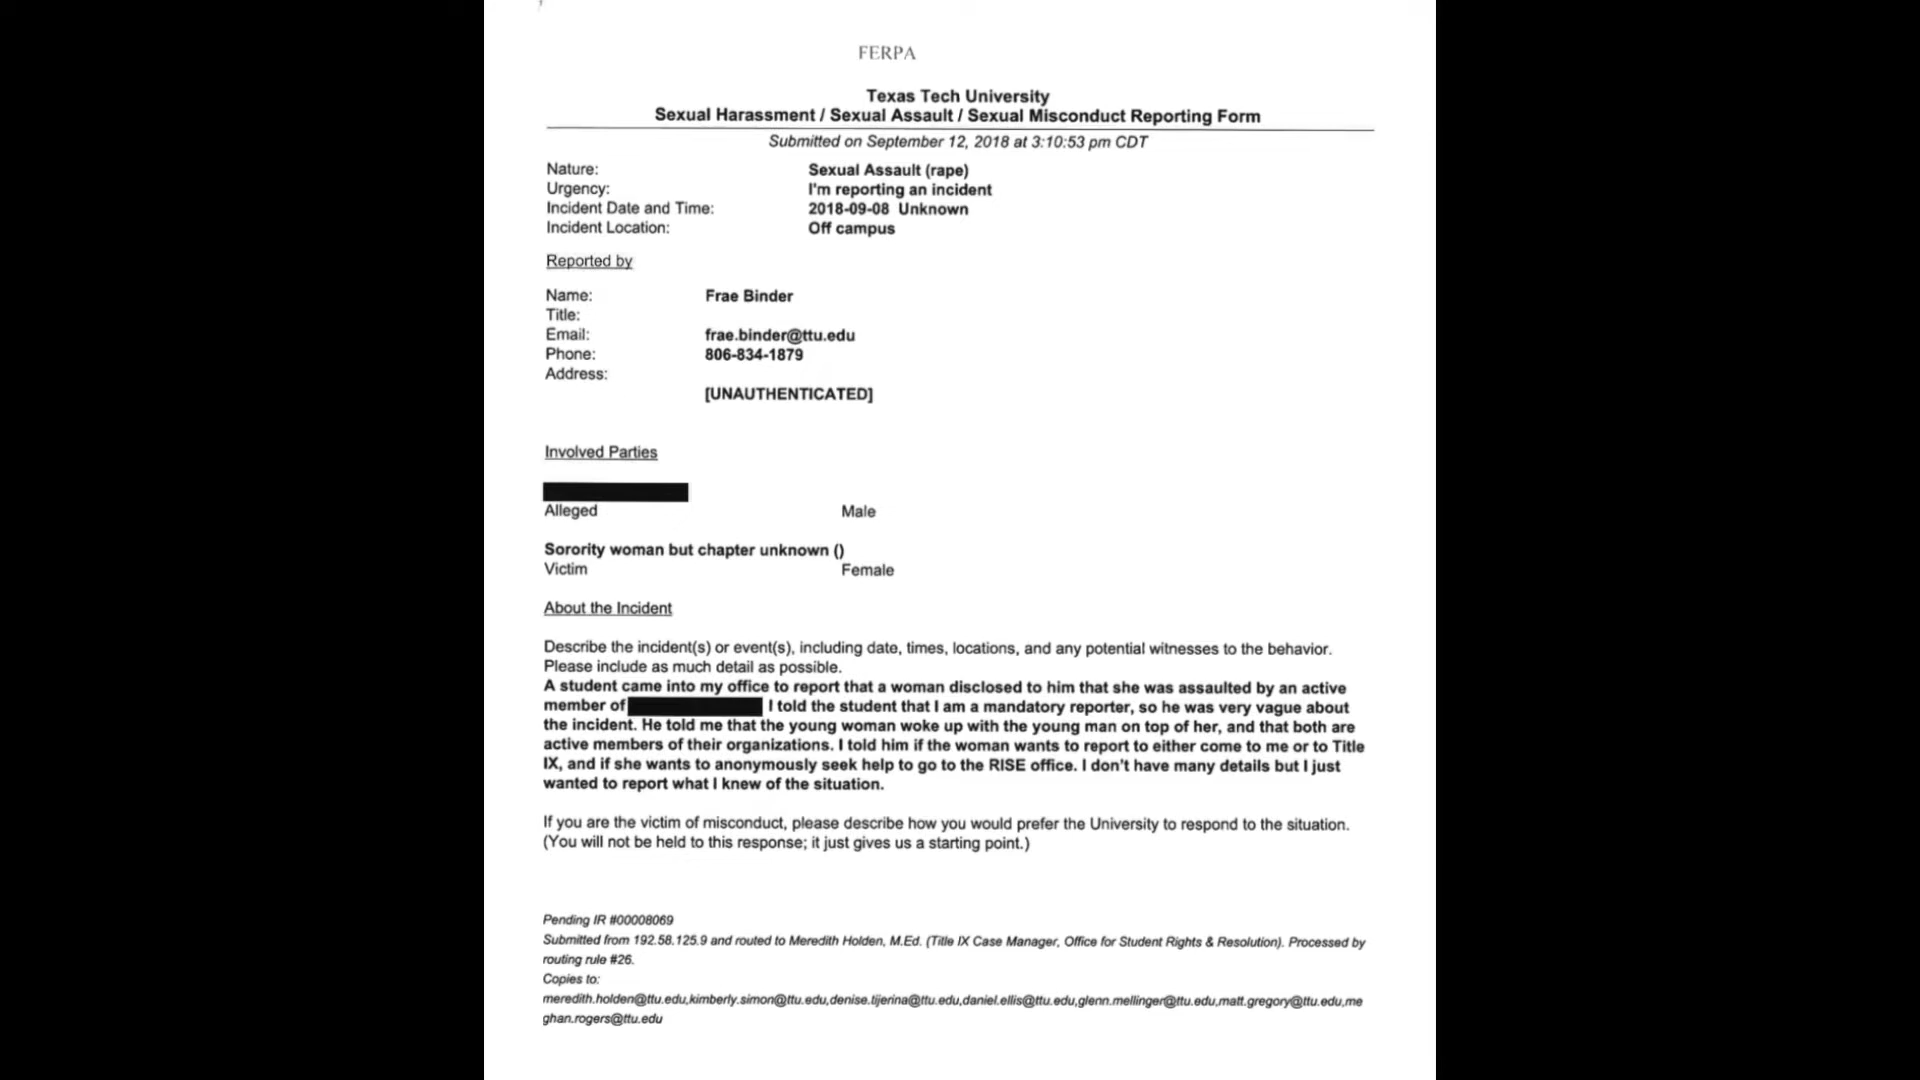 FERPA
Texas Tech University
Sexual Harassment / Sexual Assault / Sexual Misconduct Reporting Form
Submitted on September 12, 2018 at 3:10:53 pm CDT
Nature: Sexual Assault (rape)
Urgency: I'm reporting an incident
Incident Date and Time: 2018-09-08 Unknown
Incident Location: Off campus
Reported by
Name: Frae Binder
Title:
Email: frae.binder@ttu.edu
Phone: 806-834-1879
Address:
[UNAUTHENTICATED]
Involved Parties
Alleged Male
Sorority woman but chapter unknown ()
Victim Female
About the Incident
Describe the incident(s) or event(s), including date, times, locations, and any potential witnesses to the behavior.
Please include as much detail as possible.
A student came into my office to report that a woman disclosed to him that she was assaulted by an active
member of I told the student that I am a mandatory reporter, so he was very vague about
the incident. He told me that the young woman woke up with the young man on top of her, and that both are
active members of their organizations. I told him if the woman wants to report to either come to me or to Title
IX, and if she wants to anonymously seek help to go to the RISE office. I don't have many details but I just
wanted to report what I knew of the situation.
If you are the victim of misconduct, please describe how you would prefer the University to respond to the situation.
(You will not be held to this response; it just gives us a starting point.)
Pending IR #00008069
Submitted from 192.58.125.9 and routed to Meredith Holden, M.Ed. (Title IX Case Manager, Office for Student Rights & Resolution). Processed by
routing rule #26.
Copies to:
meredith.holden@ttu.edu,kimberly.simon@ttu.edu,denise.tijerina@ttu.edu,daniel.ellis@ttu.edu,glenn.mellinger@ttu.edu,matt.gregory@ttu.edu,me
ghan.rogers@ttu.edu